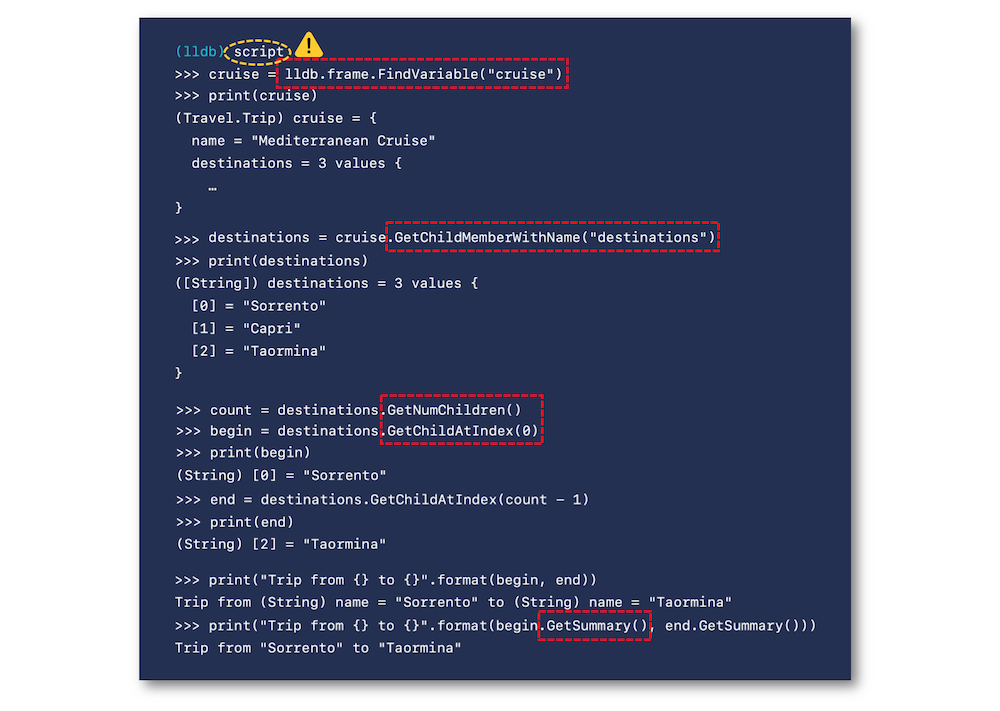 (lldb) script
>>> cruise = lldb.frame.FindVariable("cruise")
>>> print(cruise)
(Travel.Trip) cruise = {
  name = "Mediterranean Cruise"
  destinations = 3 values {
    …
}
>>> destinations = cruise.GetChildMemberWithName("destinations")
>>> print(destinations)
([String]) destinations = 3 values {
  [0] = "Sorrento"
  [1] = "Capri"
  [2] = "Taormina"
}
>>> count = destinations.GetNumChildren()
>>> begin = destinations.GetChildAtIndex(0)
>>> print(begin)
(String) [0] = "Sorrento"
>>> end = destinations.GetChildAtIndex(count - 1)
>>> print(end)
(String) [2] = "Taormina"
>>> print("Trip from {} to {}".format(begin, end))
Trip from (String) name = "Sorrento" to (String) name = "Taormina"
>>> print("Trip from {} to {}".format(begin.GetSummary(), end.GetSummary()))
Trip from "Sorrento" to "Taormina"